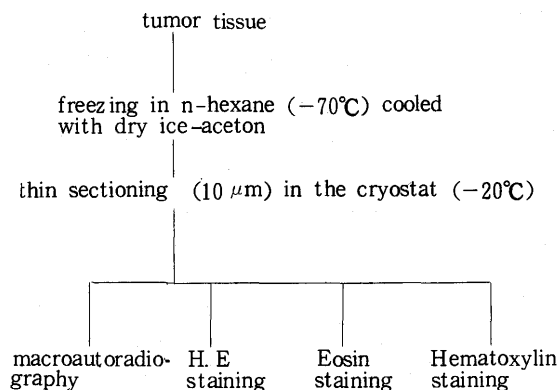 tumor tissue
freezing in n-hexane (−70℃) cooled
with dry ice-aceton
thin sectioning (10 μm) in the cryostat (−20℃)
macroautoradio-
graphy
H. E
staining
Eosin
staining
Hematoxylin
staining